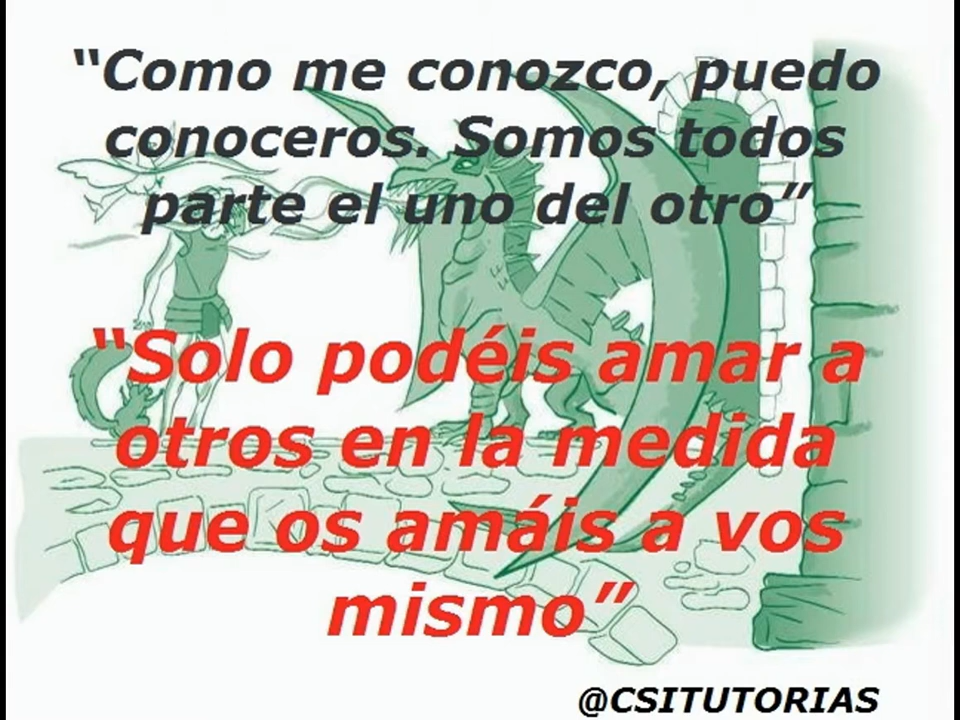 “Como me conozco, puedo
conoceros. Somos todos
parte el uno del otro”
“Solo podéis amar a
otros en la medida
que os amáis a vos
mismo”
@CSITUTORIAS